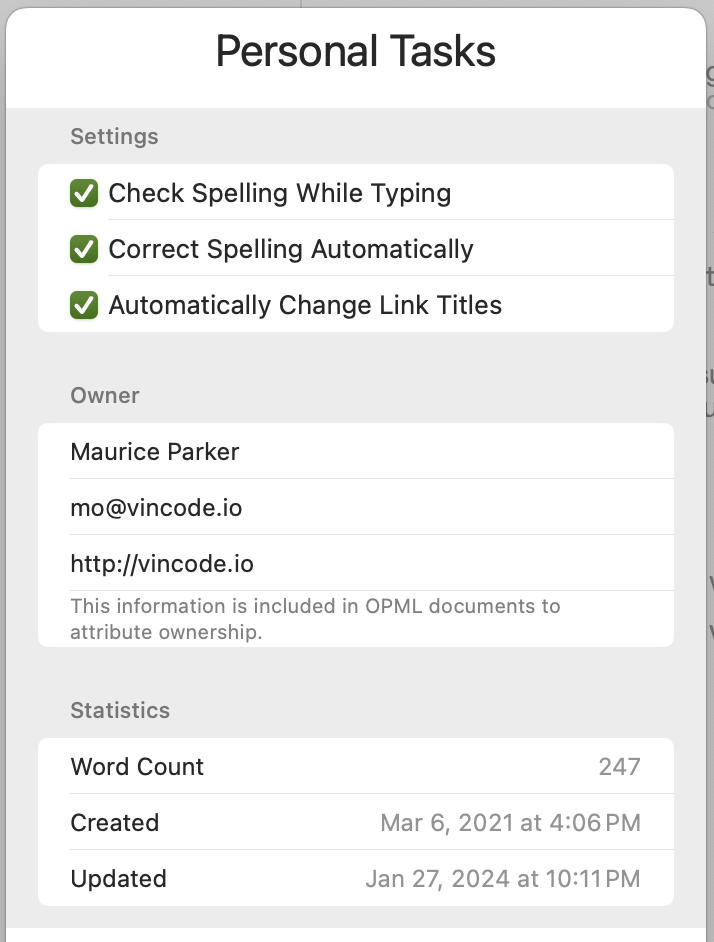 Personal Tasks
Settings
Check Spelling While Typing
Correct Spelling Automatically
Automatically Change Link Titles
Owner
Maurice Parker
mo@vincode.io
http://vincode.io
This information is included in OPML documents to
attribute ownership.
Statistics
Word Count 247
Created Mar 6, 2021 at 4:06 PM
Updated Jan 27, 2024 at 10:11 PM